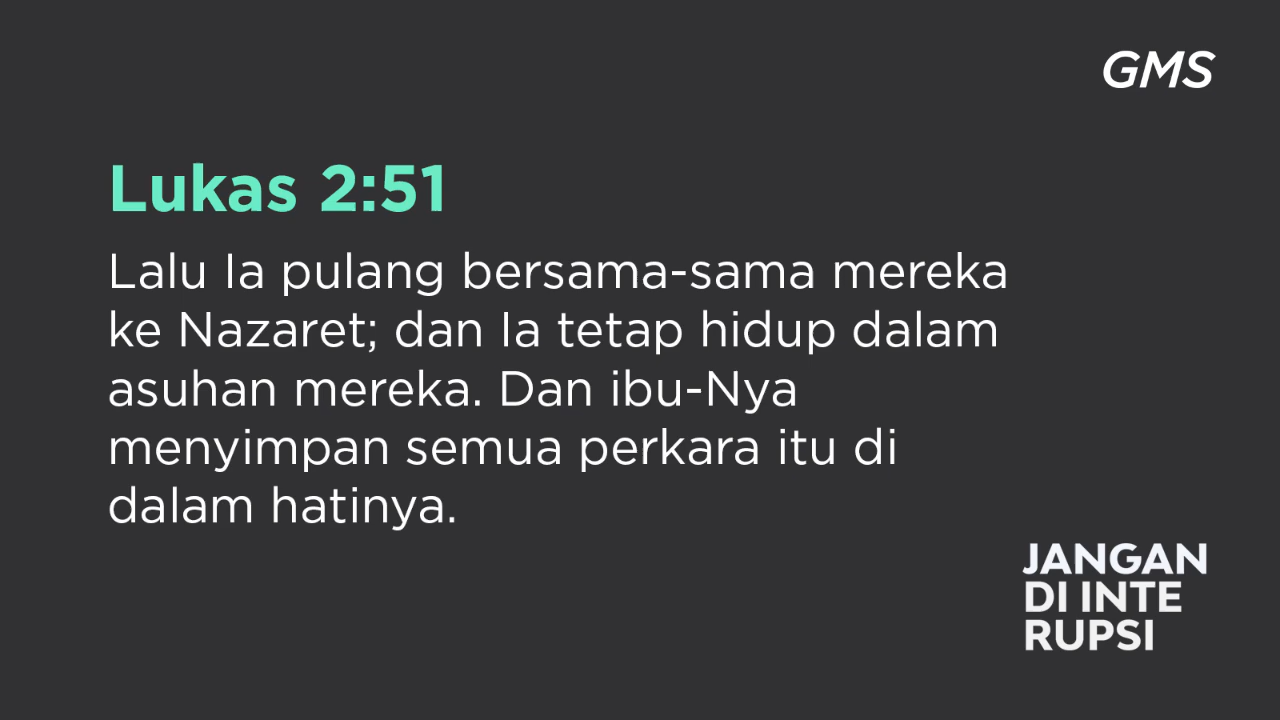 GMS
Lukas 2:51
Lalu Ia pulang bersama-sama mereka
ke Nazaret; dan Ia tetap hidup dalam
asuhan mereka. Dan ibu-Nya
menyimpan semua perkara itu di
dalam hatinya.
JANGAN
DI INTE
RUPSI